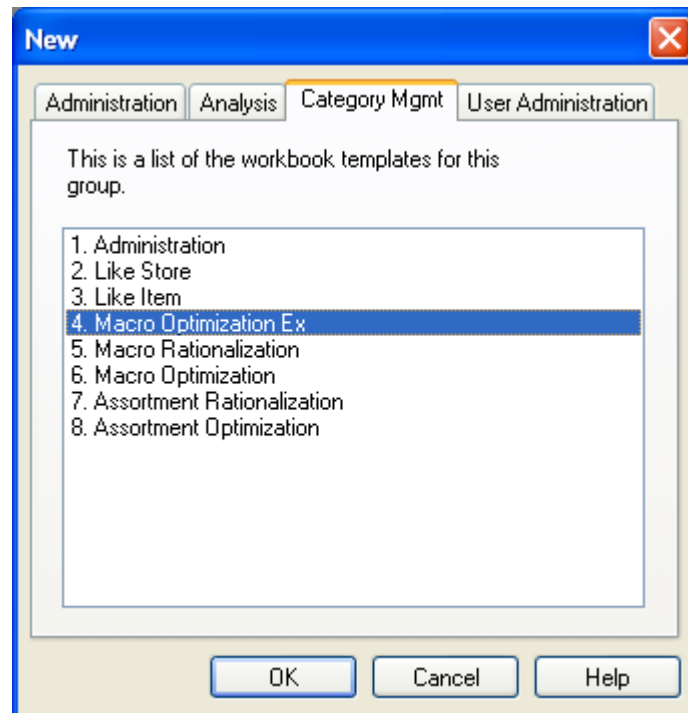 New
Administration
Analysis
Category Mgmt
User Administration
This is a list of the workbook templates for this
group.
1. Administration
2. Like Store
3. Like Item
4. Macro Optimization Ex
5. Macro Rationalization
6. Macro Optimization
7. Assortment Rationalization
8. Assortment Optimization
OK
Cancel
Help